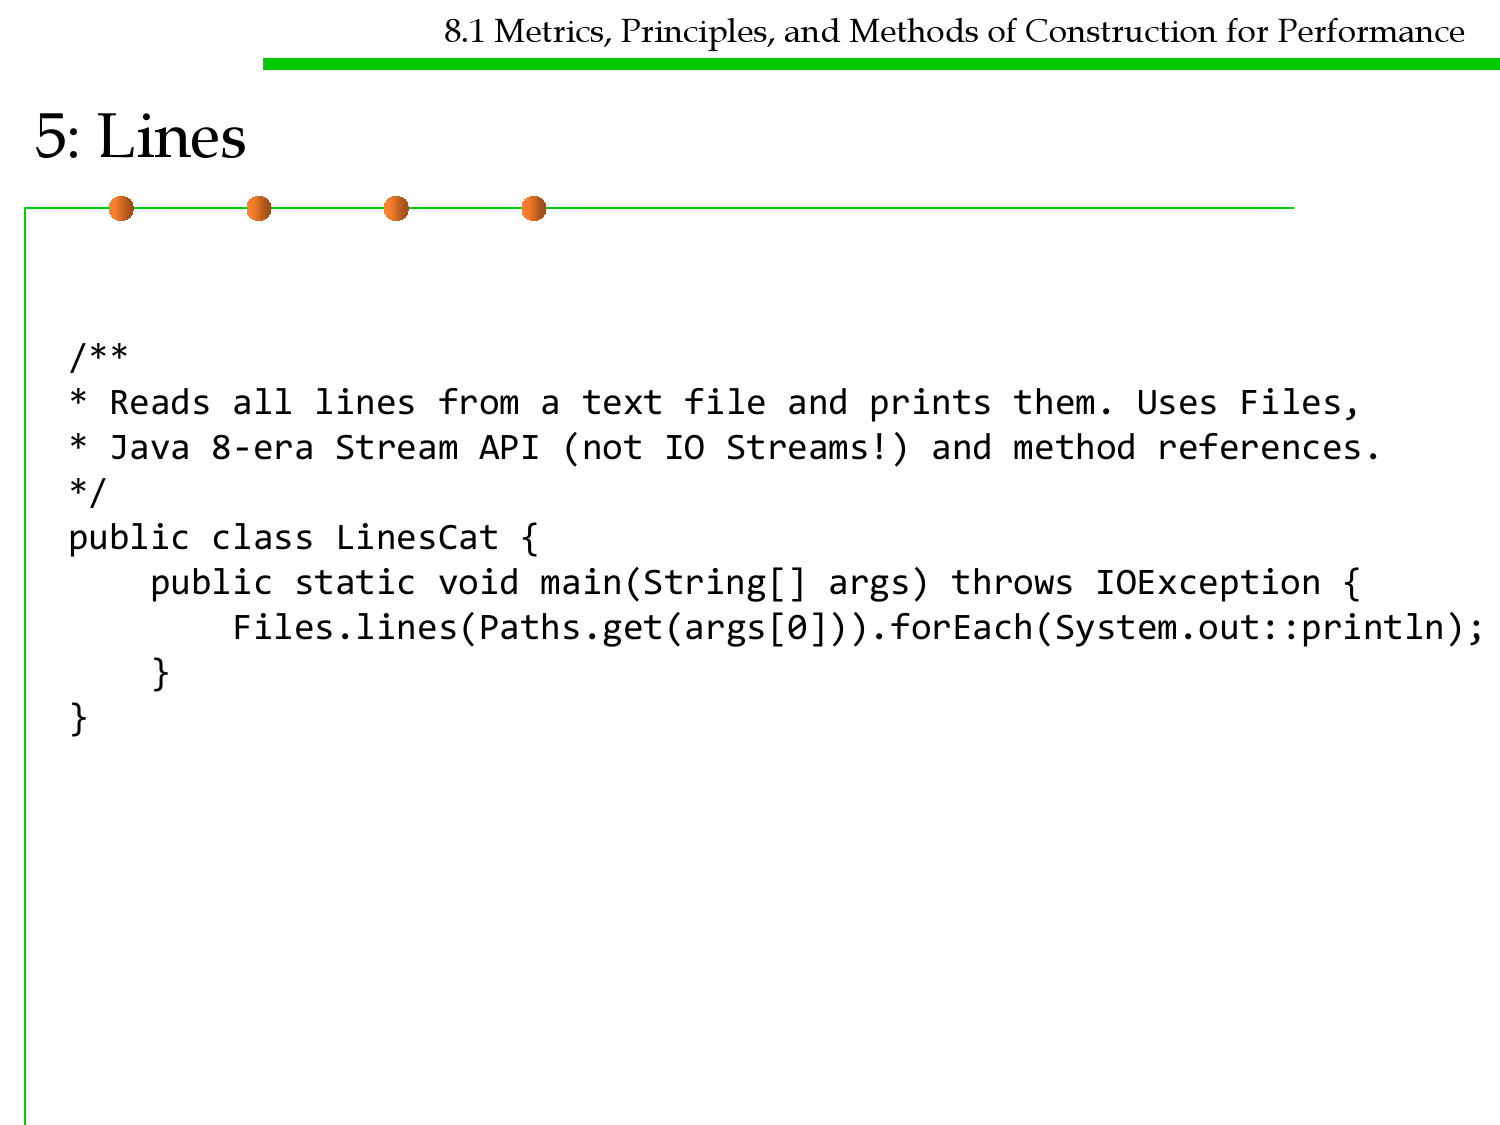 8.1 Metrics, Principles, and Methods of Construction for Performance
5: Lines
/**
* Reads all lines from a text file and prints them. Uses Files,
* Java 8-era Stream API (not IO Streams!) and method references.
*/
public class LinesCat {
    public static void main(String[] args) throws IOException {
        Files.lines(Paths.get(args[0])).forEach(System.out::println);
    }
}